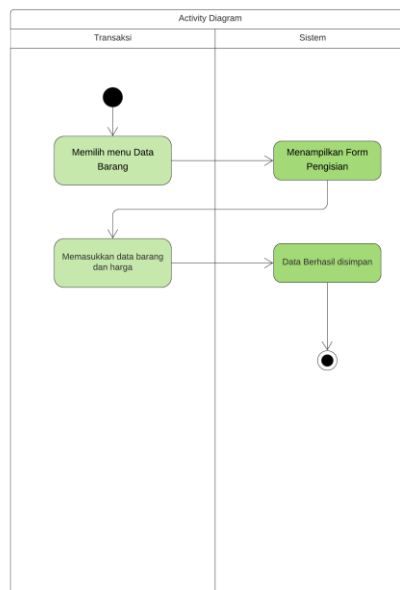 Activity Diagram
Transaksi
Sistem
Memilih menu Data
Barang
Menampilkan Form
Pengisian
Memasukkan data barang
dan harga
Data Berhasil disimpan